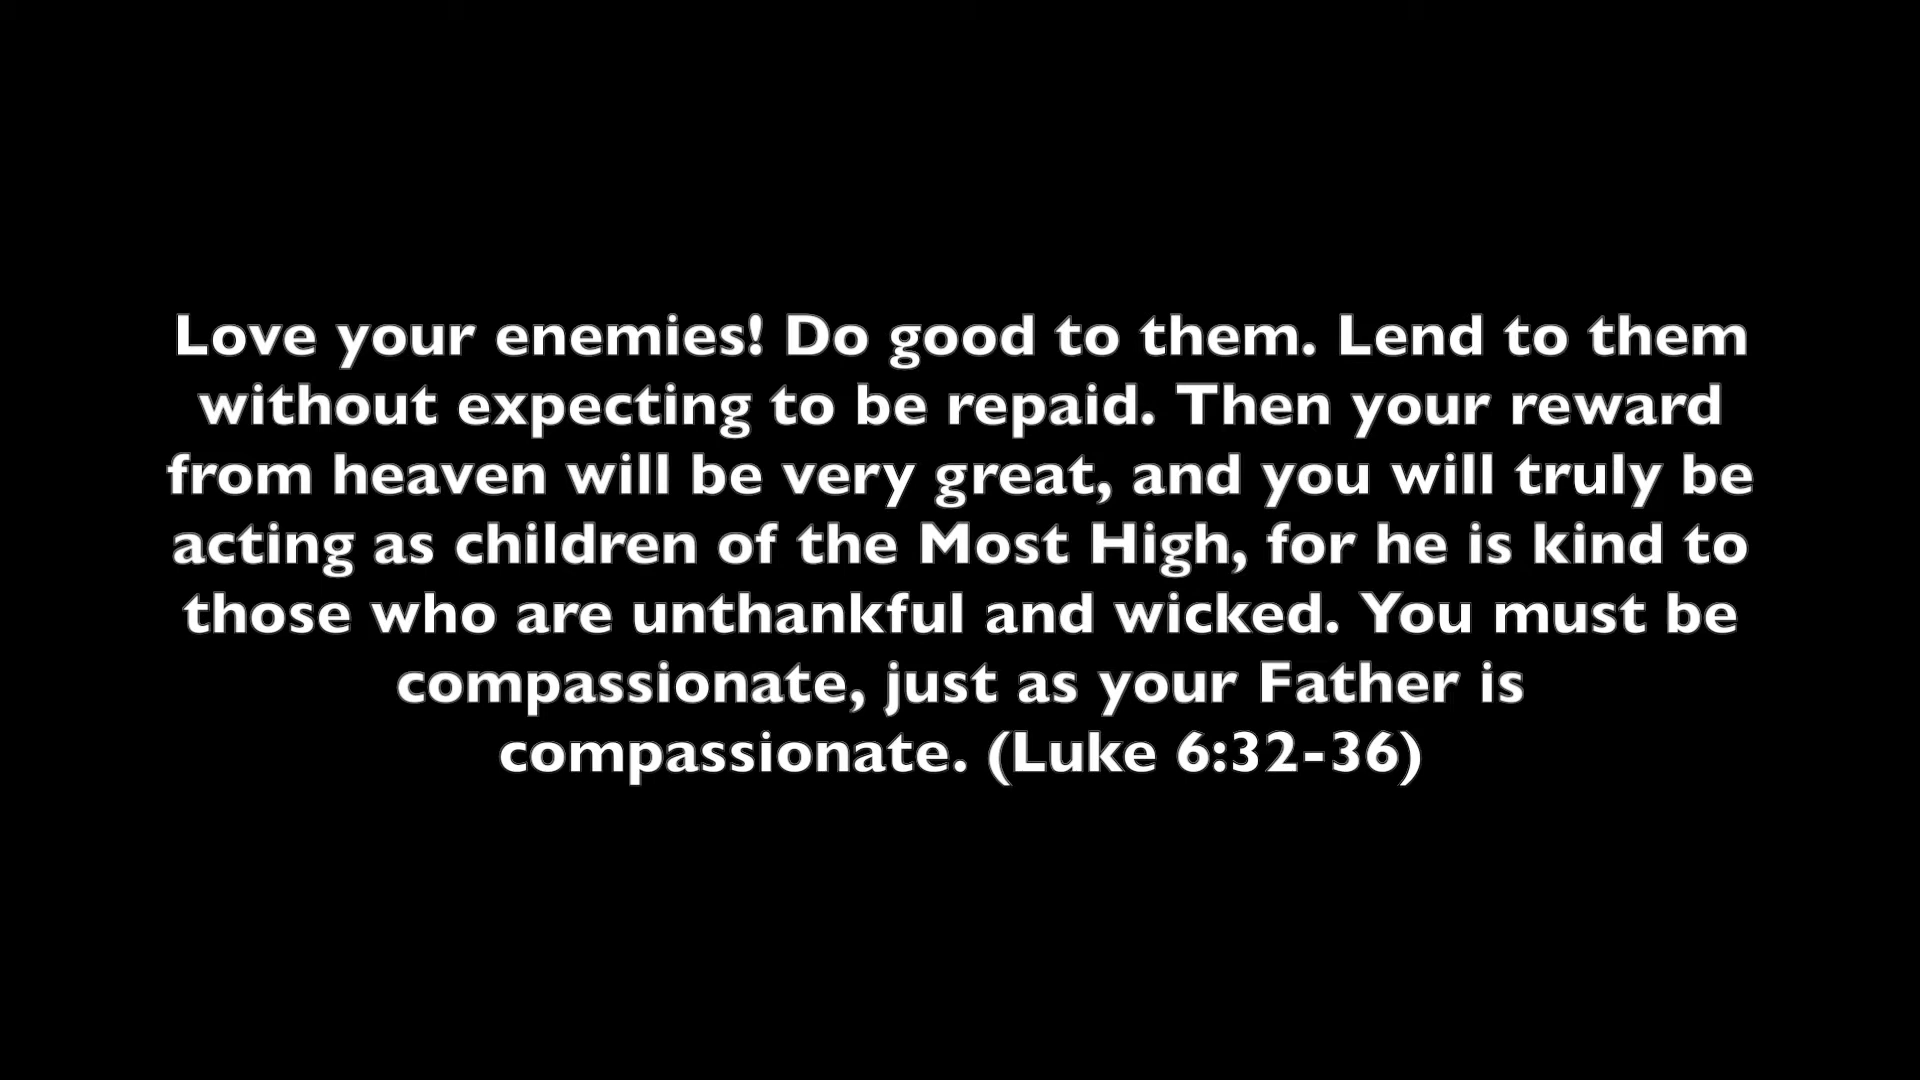 Love your enemies! Do good to them. Lend to them
without expecting to be repaid. Then your reward
from heaven will be very great, and you will truly be
acting as children of the Most High, for he is kind to
those who are unthankful and wicked. You must be
compassionate, just as your Father is
compassionate. (Luke 6:32-36)